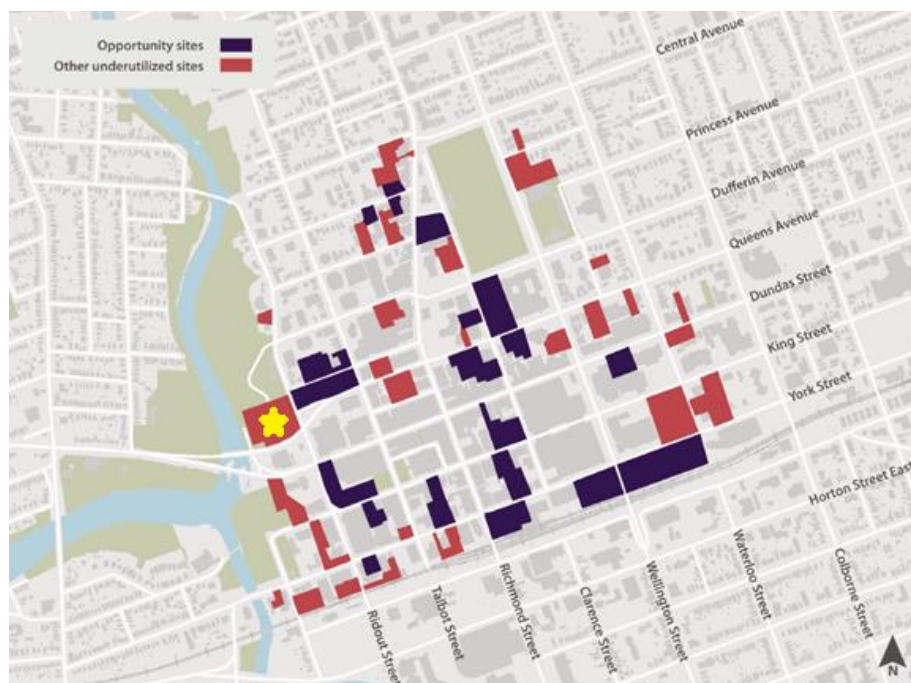 Opportunity sites
Other underutilized sites
Central Avenue
Princess Avenue
Dufferin Avenue
Queens Avenue
Dundas Street
King Street
York Street
Horton Street East
Ridout Street
Talbot Street
Richmond Street
Clarence Street
Wellington Street
Waterloo Street
Colborne Street
N